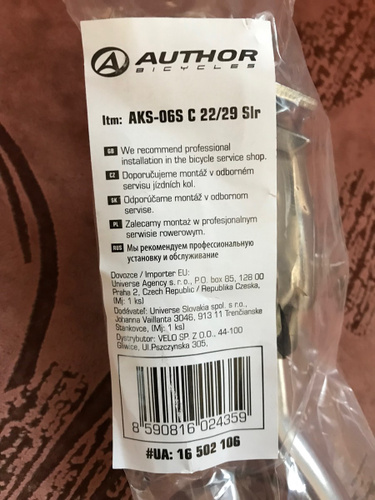 AUTHOR
BICYCLES
Itm: AKS-06S C 22/29 Slr
GB We recommend professional
installation in the bicycle service shop.
CZ Doporučujeme montáž v odborném
servisu jízdních kol.
SK Odporúčame montáž v odbornom
servise.
PL Zalecamy montaż w profesjonalnym
serwisie rowerowym.
RUS Мы рекомендуем профессиональную
установку и обслуживание
Dovozce / Importer EU:
Universe Agency s. r. o., P.O. box 65, 128 00
Praha 2, Czech Republic / Republika Czeska,
(Mj: 1 ks)
Dodávateľ: Universe Slovakia spol. s r.o.,
Johanna Vaillanta 3046, 913 11 Trenčianske
Stankovce, (Mj: 1 ks)
Dystrybutor: VELO SP. Z O.O., 44-100
Gliwice, Ul.Pszczynska 305.
8 590816 024359
#UA: 16 502 106